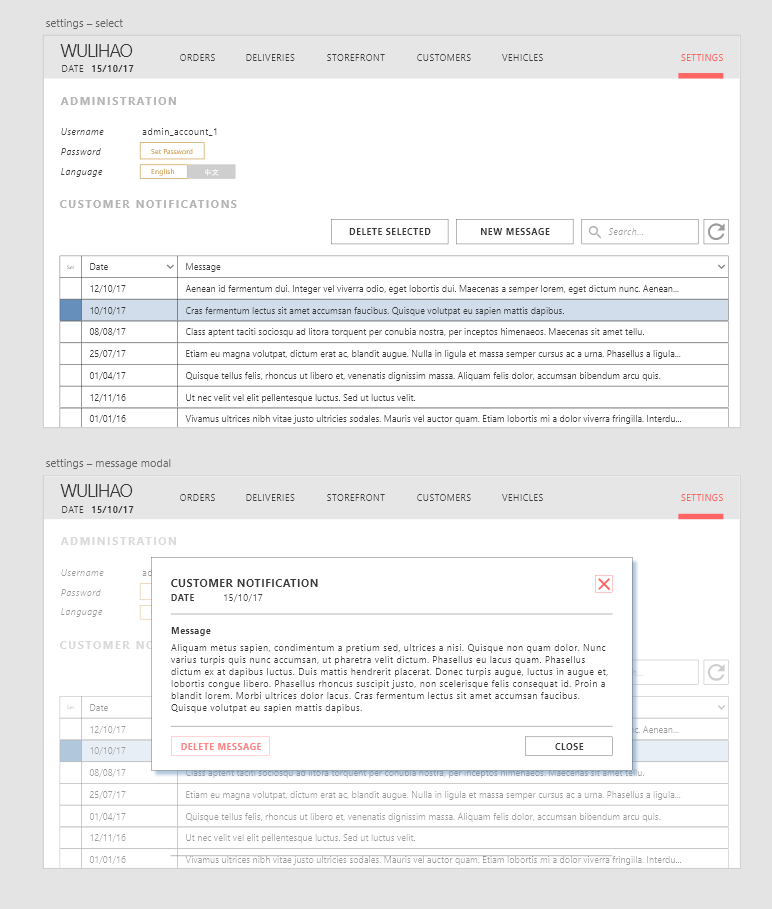 settings – select
WULIHAO
DATE 15/10/17
ORDERS DELIVERIES STOREFRONT CUSTOMERS VEHICLES SETTINGS
ADMINISTRATION
Username admin_account_1
Password Set Password
Language English 中文
CUSTOMER NOTIFICATIONS
DELETE SELECTED NEW MESSAGE Search...
Sel Date Message
12/10/17 Aenean id fermentum dui. Integer vel viverra odio, eget lobortis dui. Maecenas a semper lorem, eget dictum nunc. Aenean...
10/10/17 Cras fermentum lectus sit amet accumsan faucibus. Quisque volutpat eu sapien mattis dapibus.
08/08/17 Class aptent taciti sociosqu ad litora torquent per conubia nostra, per inceptos himenaeos. Maecenas sit amet tellu.
25/07/17 Etiam eu magna volutpat, dictum erat ac, blandit augue. Nulla in ligula et massa semper cursus ac a urna. Phasellus a ligula...
01/04/17 Quisque tellus felis, rhoncus ut libero et, venenatis dignissim massa. Aliquam felis dolor, accumsan bibendum arcu quis.
12/11/16 Ut nec velit vel elit pellentesque luctus. Sed ut luctus velit.
01/01/16 Vivamus ultrices nibh vitae justo ultricies sodales. Mauris vel auctor quam. Etiam lobortis mi a dolor viverra fringilla. Interdu...
settings – message modal
WULIHAO
DATE 15/10/17
ORDERS DELIVERIES STOREFRONT CUSTOMERS VEHICLES SETTINGS
ADMINISTRATION
Username
Password
Language
CUSTOMER NO
CUSTOMER NOTIFICATION
DATE 15/10/17
Message
Aliquam metus sapien, condimentum a pretium sed, ultrices a nisi. Quisque non quam dolor. Nunc
varius turpis quis nunc accumsan, ut pharetra velit dictum. Phasellus eu lacus quam. Phasellus
dictum ex at dapibus luctus. Duis mattis hendrerit placerat. Donec turpis augue, luctus in augue et,
lobortis congue libero. Phasellus rhoncus suscipit justo, non scelerisque felis consequat id. Proin a
blandit lorem. Morbi ultrices dolor lacus. Cras fermentum lectus sit amet accumsan faucibus.
Quisque volutpat eu sapien mattis dapibus.
DELETE MESSAGE CLOSE
Sel Date
12/10/17 Aenean...
10/10/17
08/08/17 Class aptent taciti sociosqu ad litora torquent per conubia nostra, per inceptos himenaeos. Maecenas sit amet tellu.
25/07/17 Etiam eu magna volutpat, dictum erat ac, blandit augue. Nulla in ligula et massa semper cursus ac a urna. Phasellus a ligula...
01/04/17 Quisque tellus felis, rhoncus ut libero et, venenatis dignissim massa. Aliquam felis dolor, accumsan bibendum arcu quis.
12/11/16 Ut nec velit vel elit pellentesque luctus. Sed ut luctus velit.
01/01/16 Vivamus ultrices nibh vitae justo ultricies sodales. Mauris vel auctor quam. Etiam lobortis mi a dolor viverra fringilla. Interdu...